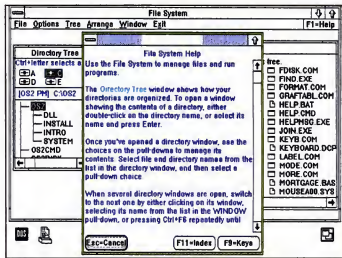 File System
File Options Tree Arrange Window Exit
Directory Tree
Ctrl+letter selects a
A C
D E
[OS2 PM] C:\OS2
OS2
DLL
INSTALL
INTRO
SYSTEM
OS2CMD
File System Help
Use the File System to manage files and run
programs.
The Directory Tree window shows how your
directories are organized. To open a window
showing the contents of a directory, either
double-click on the directory name, or select its
name and press Enter.
Once you've opened a directory window, use the
choices on the pull-downs to manage its
contents. Select file and directory names from the
list in the directory window, and then select a
pull-down choice.
When several directory windows are open, switch
to the next one by either clicking on its window,
selecting its name from the list in the WINDOW
pull-down, or pressing Ctrl+F6 repeatedly until
Esc=Cancel F11=Index F9=Keys
free.
FDISK.COM
FIND.EXE
FORMAT.COM
GRAFTABL.COM
HELP.BAT
HELP.CMD
HELPMSG.EXE
JOIN.EXE
KEYB.COM
KEYBOARD.DCP
LABEL.COM
MODE.COM
MORE.COM
MORTGAGE.BAS
MOUSEA00.SYS
DOS